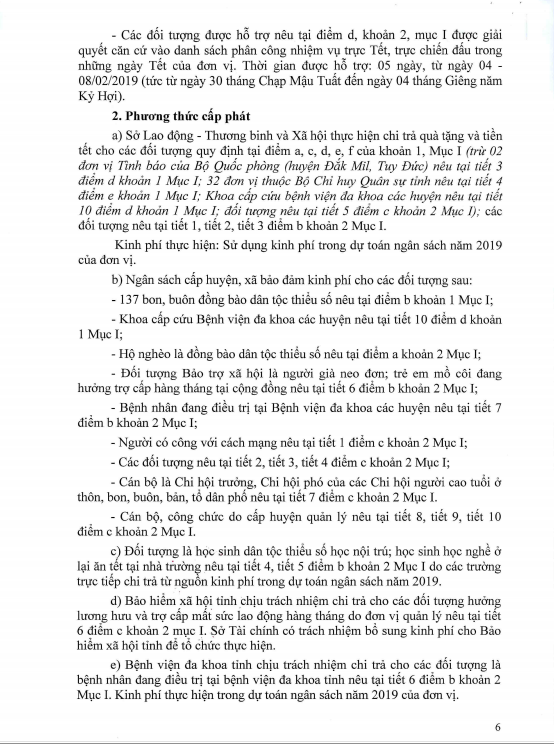 - Các đối tượng được hỗ trợ nêu tại điểm d, khoản 2, mục I được giải
quyết căn cứ vào danh sách phân công nhiệm vụ trực Tết, trực chiến đấu trong
những ngày Tết của đơn vị. Thời gian được hỗ trợ: 05 ngày, từ ngày 04 -
08/02/2019 (tức từ ngày 30 tháng Chạp Mậu Tuất đến ngày 04 tháng Giêng năm
Kỷ Hợi).
2. Phương thức cấp phát
a) Sở Lao động - Thương binh và Xã hội thực hiện chi trả quà tặng và tiền
tết cho các đối tượng quy định tại điểm a, c, d, e, f của khoản 1, Mục I (trừ 02
đơn vị Tình báo của Bộ Quốc phòng (huyện Đắk Mil, Tuy Đức) nêu tại tiết 3
điểm d khoản 1 Mục I; 32 đơn vị thuộc Bộ Chỉ huy Quân sự tỉnh nêu tại tiết 4
điểm e khoản 1 Mục I; Khoa cấp cứu bệnh viện đa khoa các huyện nêu tại tiết
10 điểm d khoản 1 Mục I; đối tượng nêu tại tiết 5 điểm c khoản 2 Mục I); các
đối tượng nêu tại tiết 1, tiết 2, tiết 3 điểm b khoản 2 Mục I.
Kinh phí thực hiện: Sử dụng kinh phí trong dự toán ngân sách năm 2019
của đơn vị.
b) Ngân sách cấp huyện, xã bảo đảm kinh phí cho các đối tượng sau:
- 137 bon, buôn đồng bào dân tộc thiểu số nêu tại điểm b khoản 1 Mục I;
- Khoa cấp cứu Bệnh viện đa khoa các huyện nêu tại tiết 10 điểm d khoản
1 Mục I;
- Hộ nghèo là đồng bào dân tộc thiểu số nêu tại điểm a khoản 2 Mục I;
- Đối tượng Bảo trợ xã hội là người già neo đơn; trẻ em mồ côi đang
hưởng trợ cấp hàng tháng tại cộng đồng nêu tại tiết 6 điểm b khoản 2 Mục I;
- Bệnh nhân đang điều trị tại Bệnh viện đa khoa các huyện nêu tại tiết 7
điểm b khoản 2 Mục I;
- Người có công với cách mạng nêu tại tiết 1 điểm c khoản 2 Mục I;
- Các đối tượng nêu tại tiết 2, tiết 3, tiết 4 điểm c khoản 2 Mục I;
- Cán bộ là Chi hội trưởng, Chi hội phó của các Chi hội người cao tuổi ở
thôn, bon, buôn, bản, tổ dân phố nêu tại tiết 7 điểm c khoản 2 Mục I.
- Cán bộ, công chức do cấp huyện quản lý nêu tại tiết 8, tiết 9, tiết 10
điểm c khoản 2 Mục I.
c) Đối tượng là học sinh dân tộc thiểu số học nội trú; học sinh học nghề ở
lại ăn tết tại nhà trường nêu tại tiết 4, tiết 5 điểm b khoản 2 Mục I do các trường
trực tiếp chi trả từ nguồn kinh phí trong dự toán ngân sách năm 2019.
d) Bảo hiểm xã hội tỉnh chịu trách nhiệm chi trả cho các đối tượng hưởng
lương hưu và trợ cấp mất sức lao động hàng tháng do đơn vị quản lý nêu tại tiết
6 điểm c khoản 2 mục I. Sở Tài chính có trách nhiệm bổ sung kinh phí cho Bảo
hiểm xã hội tỉnh để tổ chức thực hiện.
e) Bệnh viện đa khoa tỉnh chịu trách nhiệm chi trả cho các đối tượng là
bệnh nhân đang điều trị tại bệnh viện đa khoa tỉnh nêu tại tiết 6 điểm b khoản 2
Mục I. Kinh phí thực hiện trong dự toán ngân sách năm 2019 của đơn vị.
6